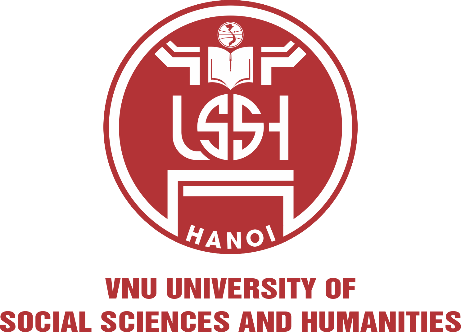 USSH
HANOI
VNU UNIVERSITY OF
SOCIAL SCIENCES AND HUMANITIES